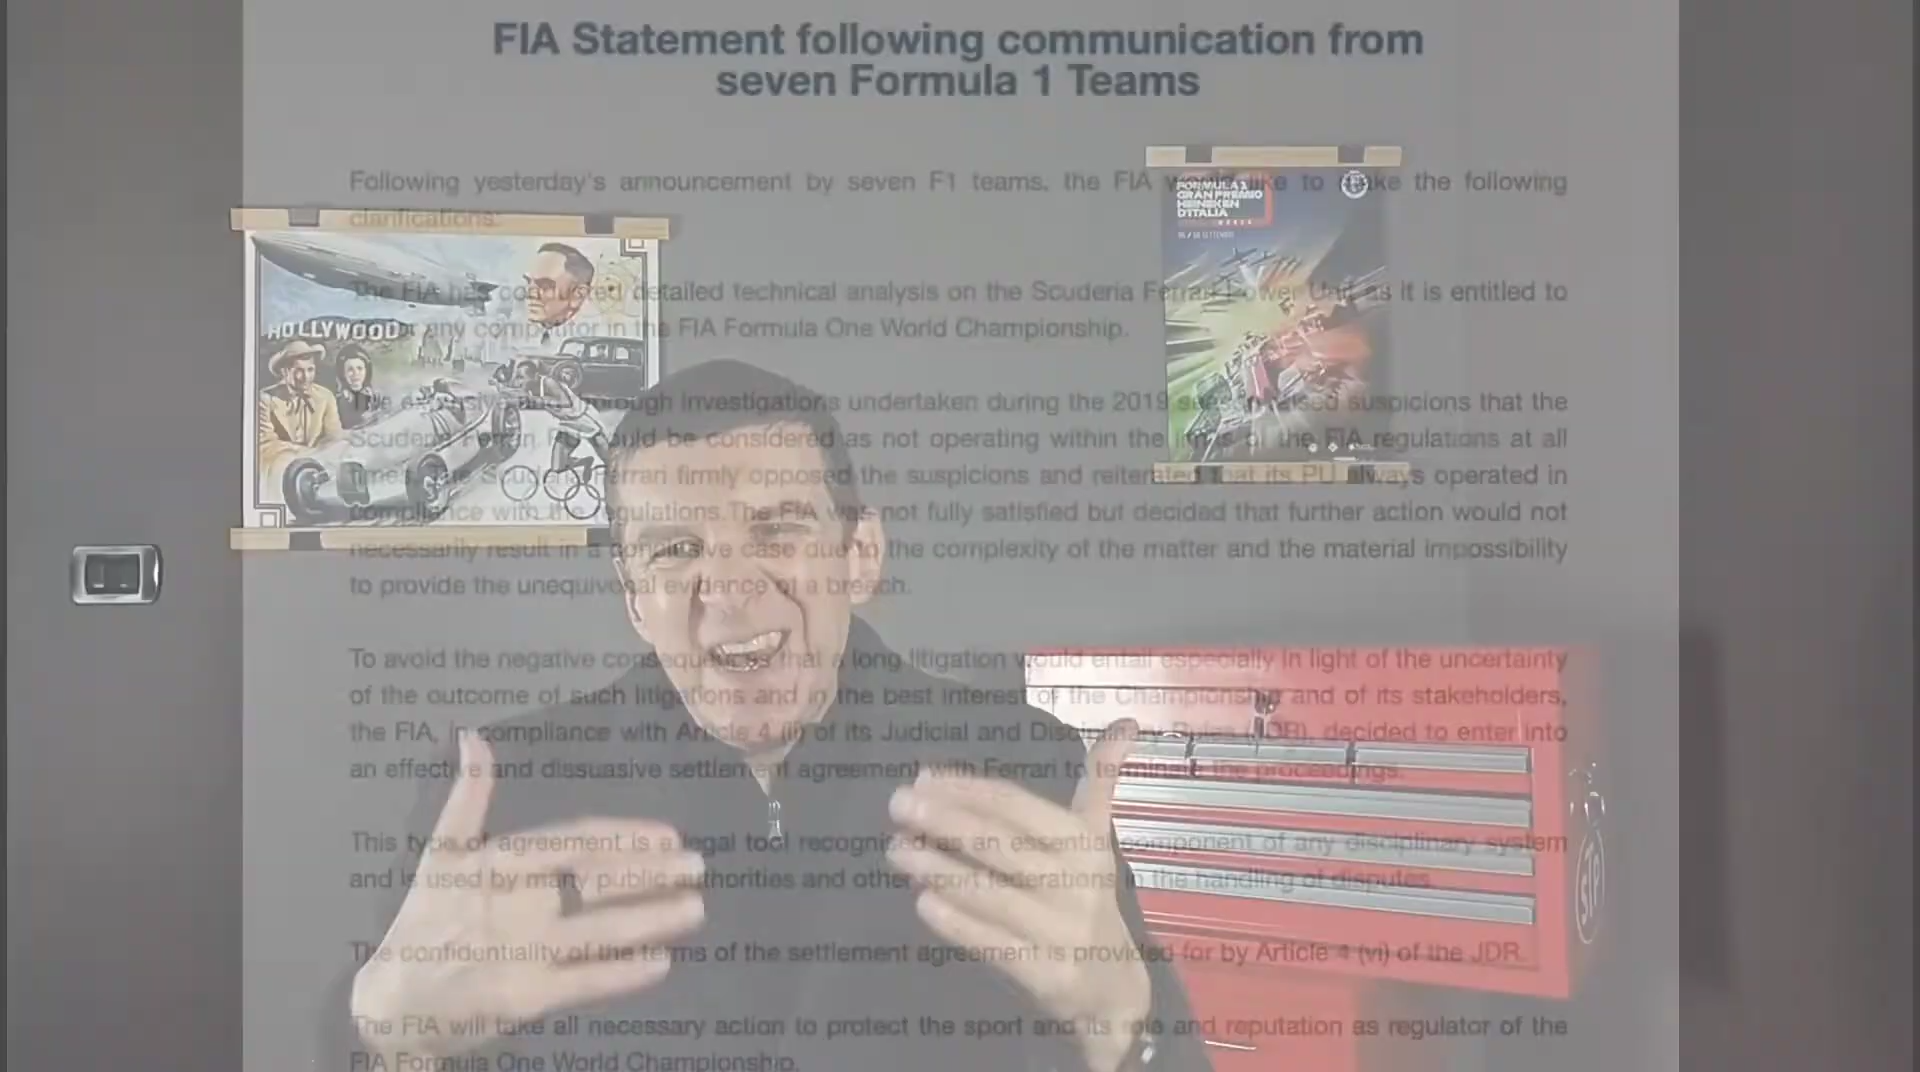 FIA Statement following communication from
seven Formula 1 Teams
Following yesterday's announcement by seven F1 teams, the FIA would like to make the following
clarifications:
The FIA has conducted detailed technical analysis on the Scuderia Ferrari Power Unit as it is entitled to
any competitor in the FIA Formula One World Championship.
The extensive and thorough investigations undertaken during the 2019 season raised suspicions that the
Scuderia Ferrari PU could be considered as not operating within the limits of the FIA regulations at all
times. The Scuderia Ferrari firmly opposed the suspicions and reiterated that its PU always operated in
compliance with the regulations.The FIA was not fully satisfied but decided that further action would not
necessarily result in a conclusive case due to the complexity of the matter and the material impossibility
to provide the unequivocal evidence of a breach.
To avoid the negative consequences that a long litigation would entail especially in light of the uncertainty
of the outcome of such litigations and in the best interest of the Championship and of its stakeholders,
the FIA, in compliance with Article 4 (ii) of its Judicial and Disciplinary Rules (JDR), decided to enter into
an effective and dissuasive settlement agreement with Ferrari to terminate the proceedings.
This type of agreement is a legal tool recognised as an essential component of any disciplinary system
and is used by many public authorities and other sport federations in the handling of disputes.
The confidentiality of the terms of the settlement agreement is provided for by Article 4 (vi) of the JDR.
The FIA will take all necessary action to protect the sport and its role and reputation as regulator of the
FIA Formula One World Championship.
HOLLYWOOD
FORMULA 1
GRAN PREMIO
HEINEKEN
D'ITALIA
STP